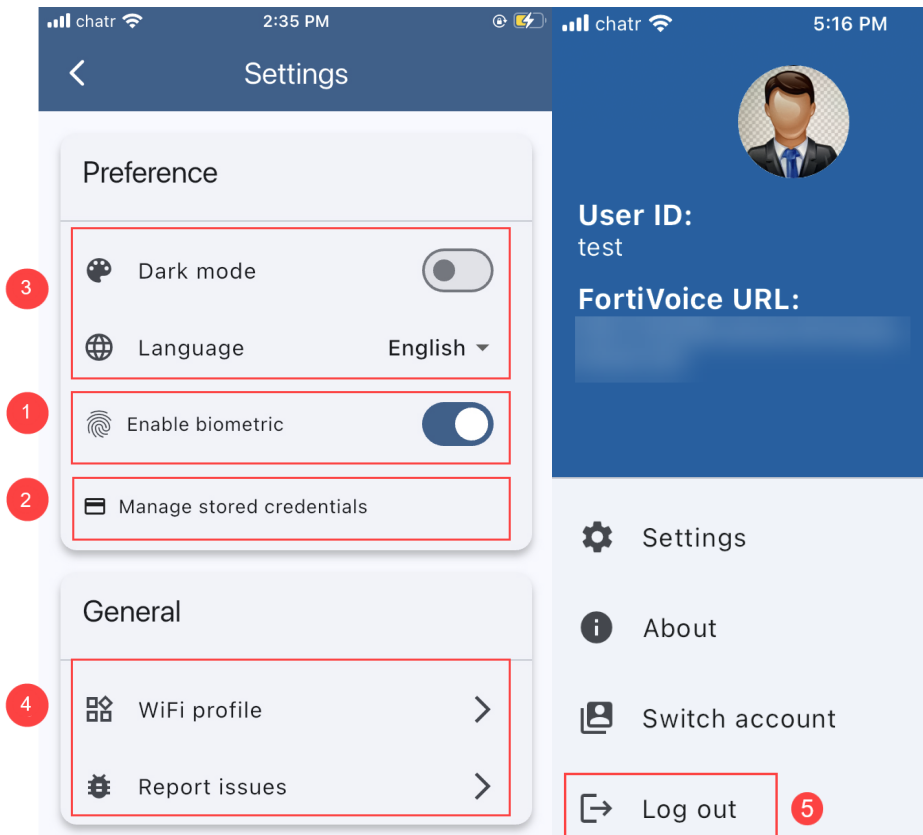 chatr 2:35 PM
Settings
Preference
3
Dark mode
Language English
1
Enable biometric
2
Manage stored credentials
General
4
WiFi profile
Report issues
chatr 5:16 PM
User ID:
test
FortiVoice URL:
Settings
About
Switch account
Log out 5